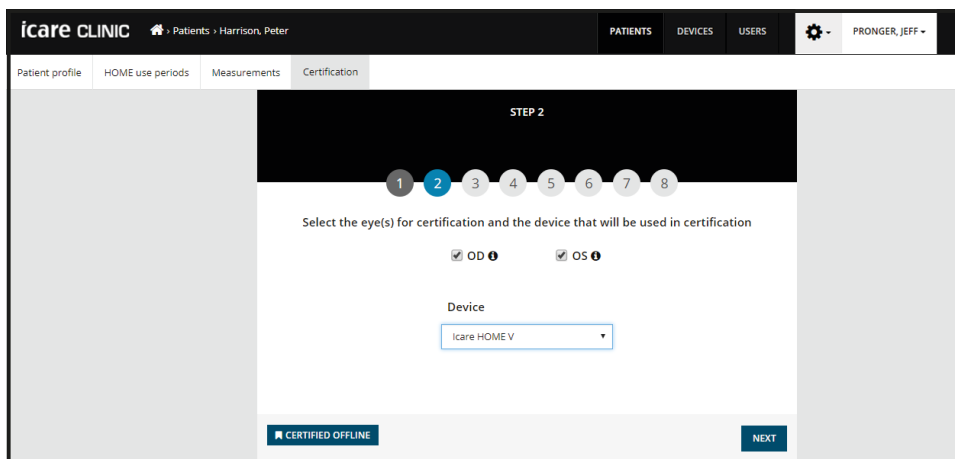 icare CLINIC › Patients › Harrison, Peter PATIENTS DEVICES USERS PRONGER, JEFF
Patient profile HOME use periods Measurements Certification
STEP 2
1 2 3 4 5 6 7 8
Select the eye(s) for certification and the device that will be used in certification
OD OS
Device
Icare HOME V
CERTIFIED OFFLINE NEXT